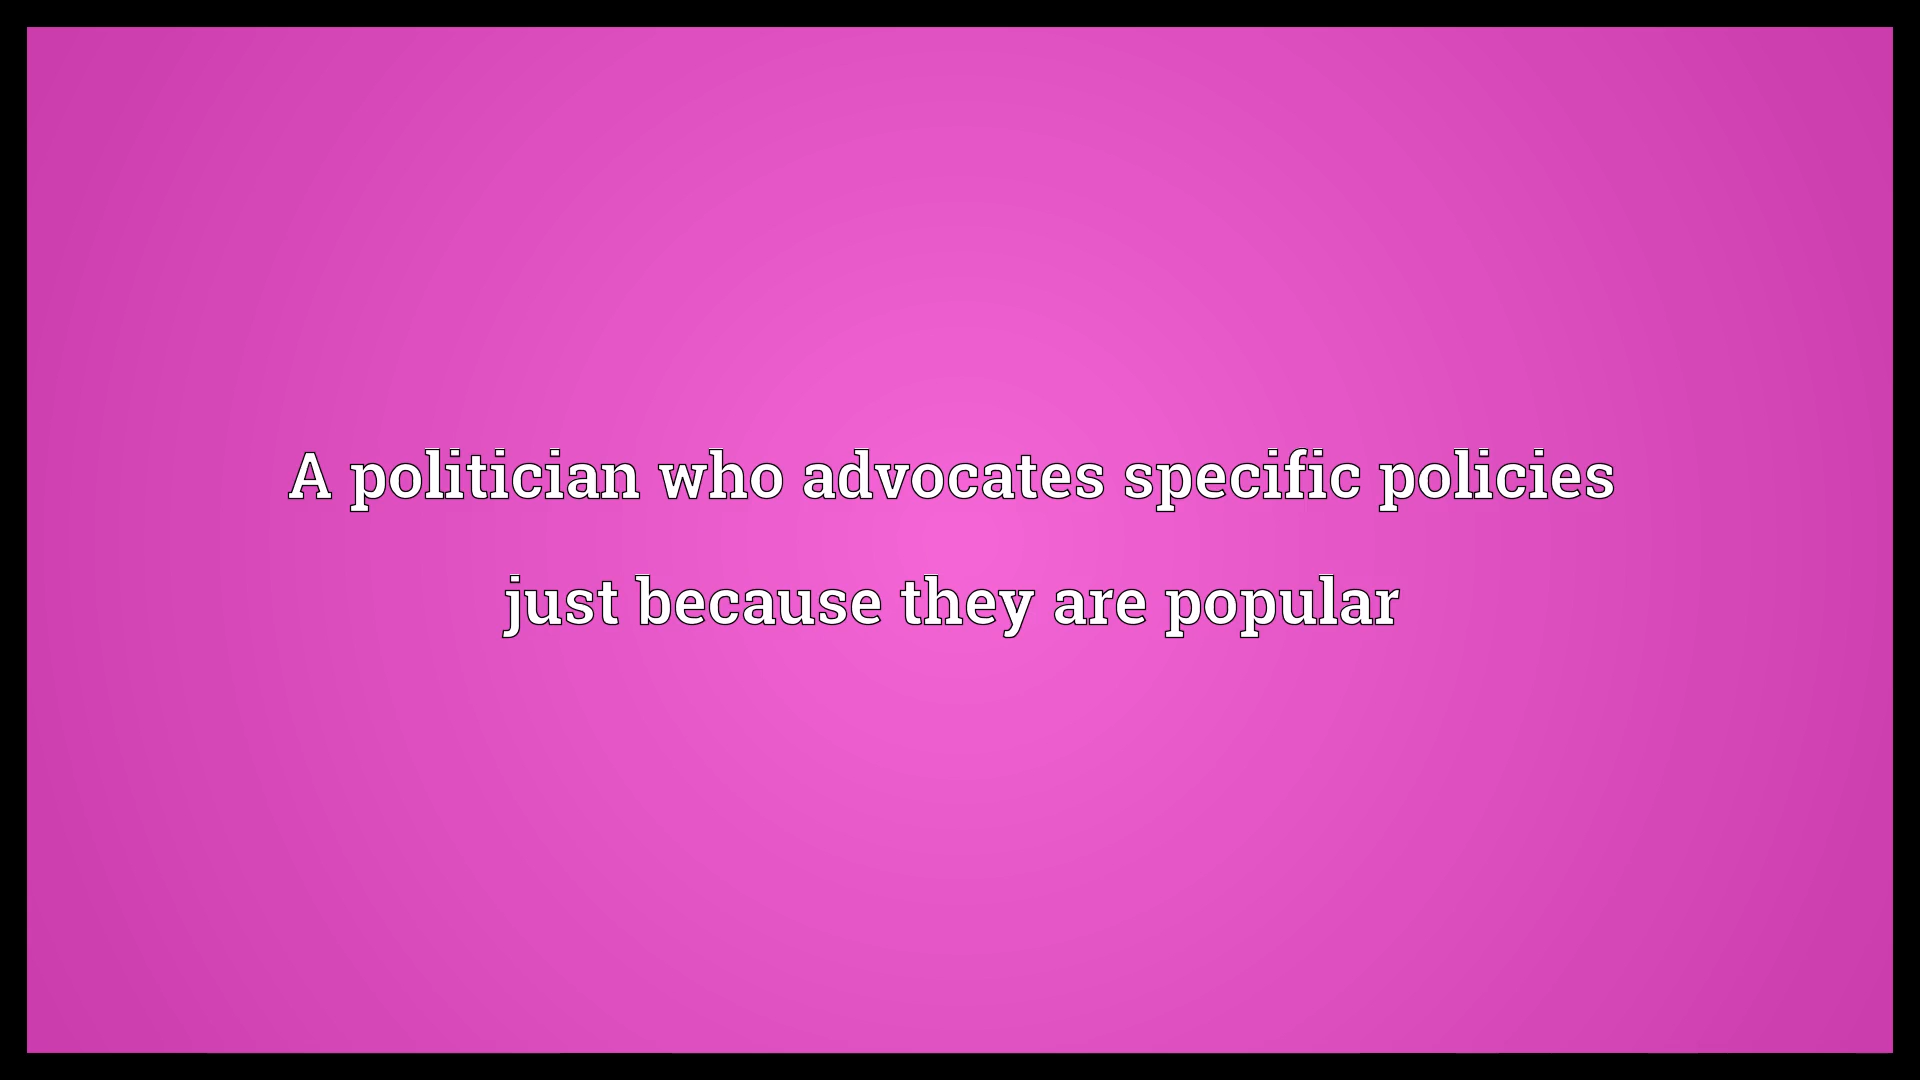 A politician who advocates specific policies
just because they are popular